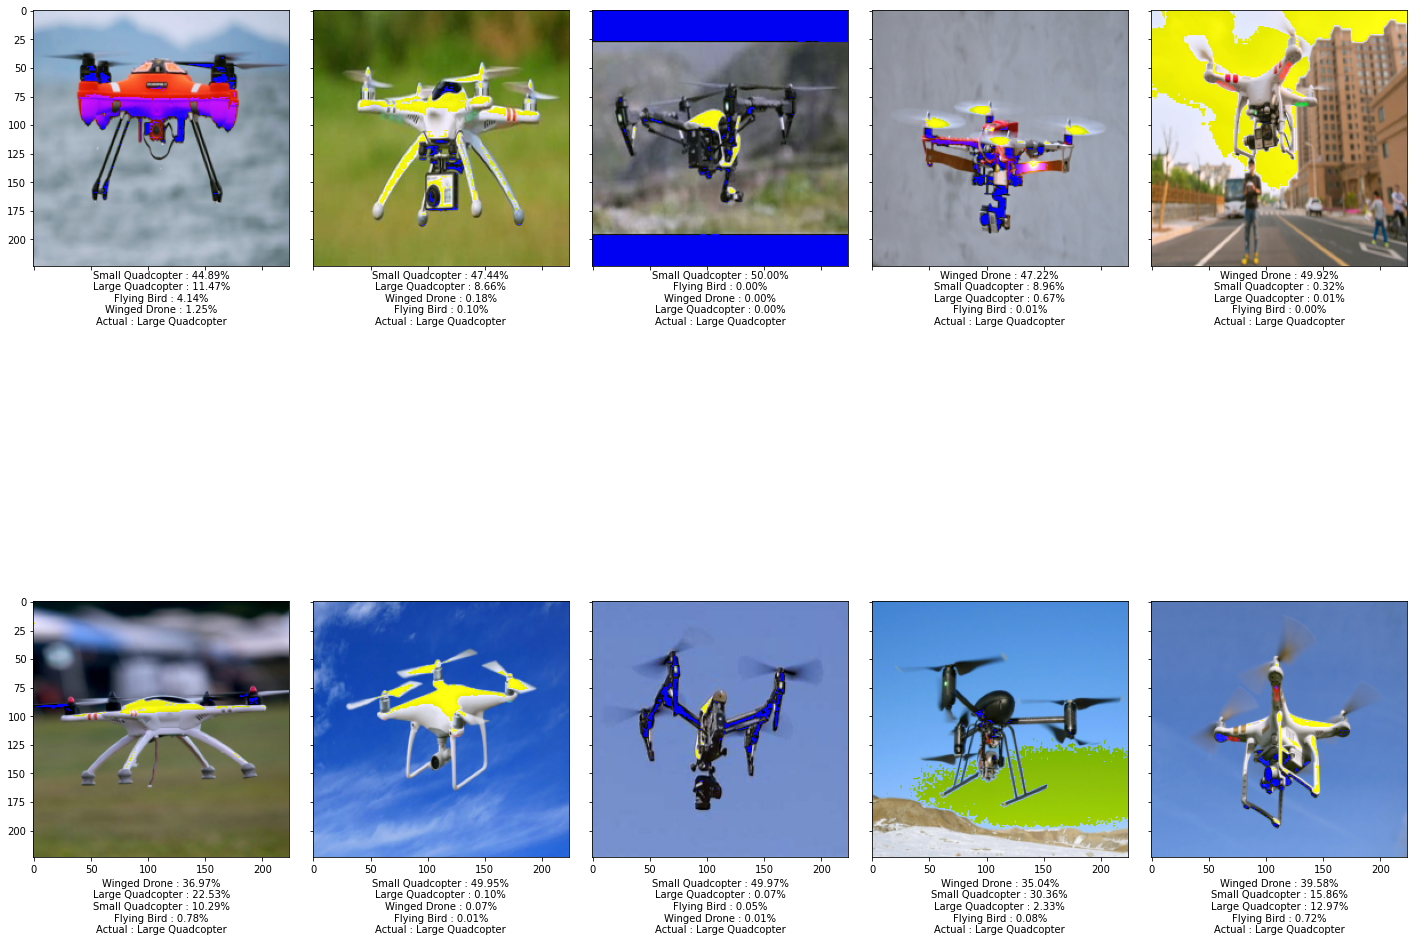 0
25
50
75
100
125
150
175
200
Small Quadcopter : 44.89%
Large Quadcopter : 11.47%
Flying Bird : 4.14%
Winged Drone : 1.25%
Actual : Large Quadcopter
Small Quadcopter : 47.44%
Large Quadcopter : 8.66%
Winged Drone : 0.18%
Flying Bird : 0.10%
Actual : Large Quadcopter
Small Quadcopter : 50.00%
Flying Bird : 0.00%
Winged Drone : 0.00%
Large Quadcopter : 0.00%
Actual : Large Quadcopter
Winged Drone : 47.22%
Small Quadcopter : 8.96%
Large Quadcopter : 0.67%
Flying Bird : 0.01%
Actual : Large Quadcopter
Winged Drone : 49.92%
Small Quadcopter : 0.32%
Large Quadcopter : 0.01%
Flying Bird : 0.00%
Actual : Large Quadcopter
0
25
50
75
100
125
150
175
200
0 50 100 150 200
0 50 100 150 200
0 50 100 150 200
0 50 100 150 200
0 50 100 150 200
Winged Drone : 36.97%
Large Quadcopter : 22.53%
Small Quadcopter : 10.29%
Flying Bird : 0.78%
Actual : Large Quadcopter
Small Quadcopter : 49.95%
Large Quadcopter : 0.10%
Winged Drone : 0.07%
Flying Bird : 0.01%
Actual : Large Quadcopter
Small Quadcopter : 49.97%
Large Quadcopter : 0.07%
Flying Bird : 0.05%
Winged Drone : 0.01%
Actual : Large Quadcopter
Winged Drone : 35.04%
Small Quadcopter : 30.36%
Large Quadcopter : 2.33%
Flying Bird : 0.08%
Actual : Large Quadcopter
Winged Drone : 39.58%
Small Quadcopter : 15.86%
Large Quadcopter : 12.97%
Flying Bird : 0.72%
Actual : Large Quadcopter